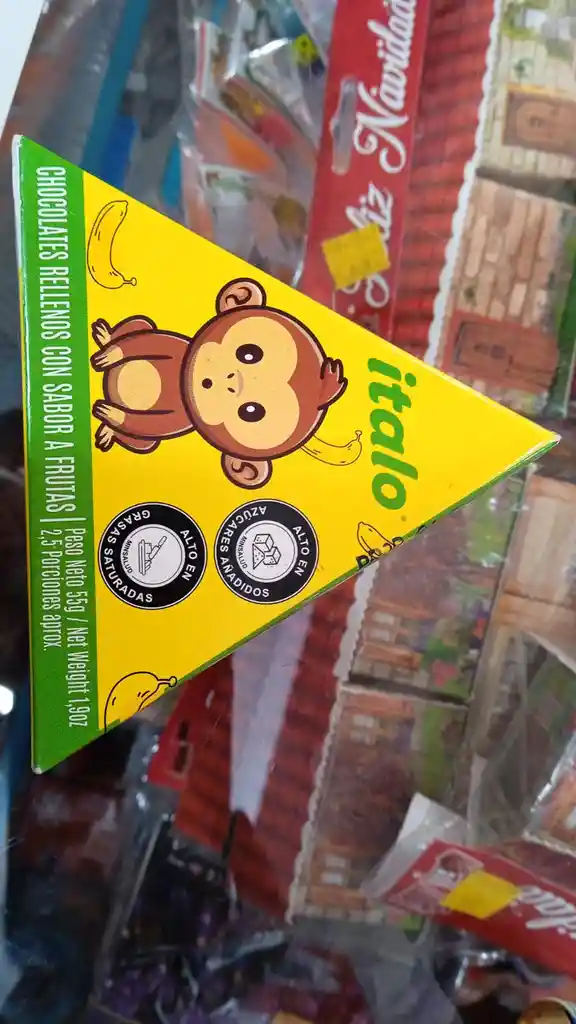 italo
ALTO EN
AZÚCARES AÑADIDOS
MINSALUD
ALTO EN
GRASAS SATURADAS
MINSALUD
CHOCOLATES RELLENOS CON SABOR A FRUTAS
Peso Neto 55g / Net Weight 1,9oz
2,5 Porciones aprox
Feliz Navidad